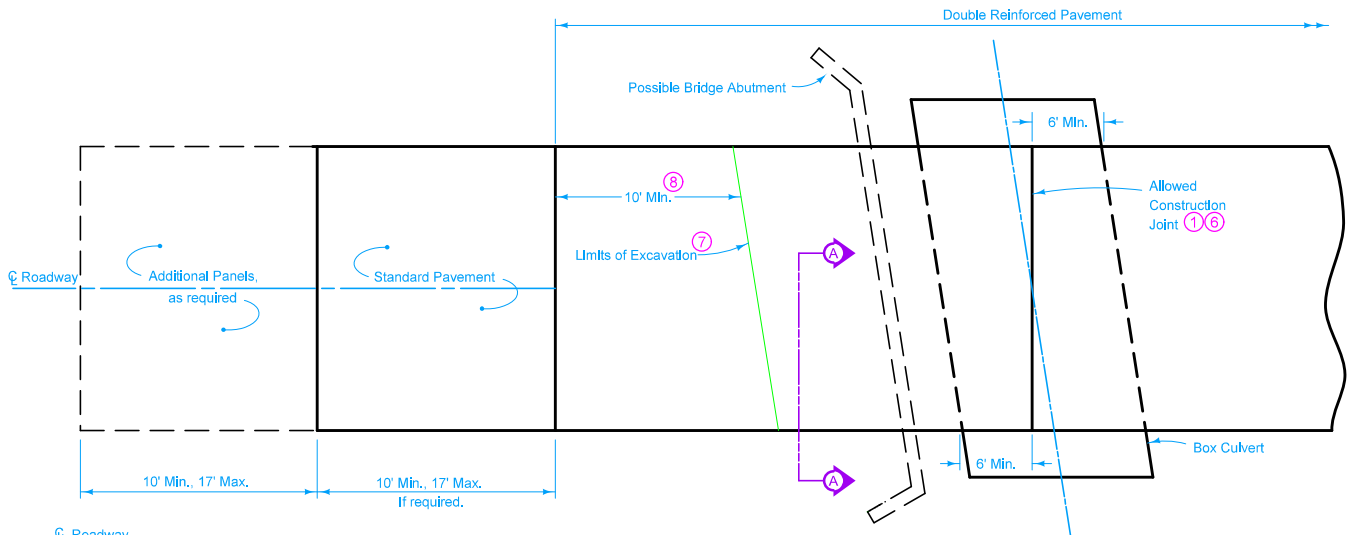 Double Reinforced Pavement
Possible Bridge Abutment
6' Min.
8
10' Min.
Allowed
Construction
Joint 1 6
7
Limits of Excavation
A
℄ Roadway
Additional Panels,
as required
Standard Pavement
Box Culvert
6' Min.
A
10' Min., 17' Max.
10' Min., 17' Max.
If required.
℄ Roadway